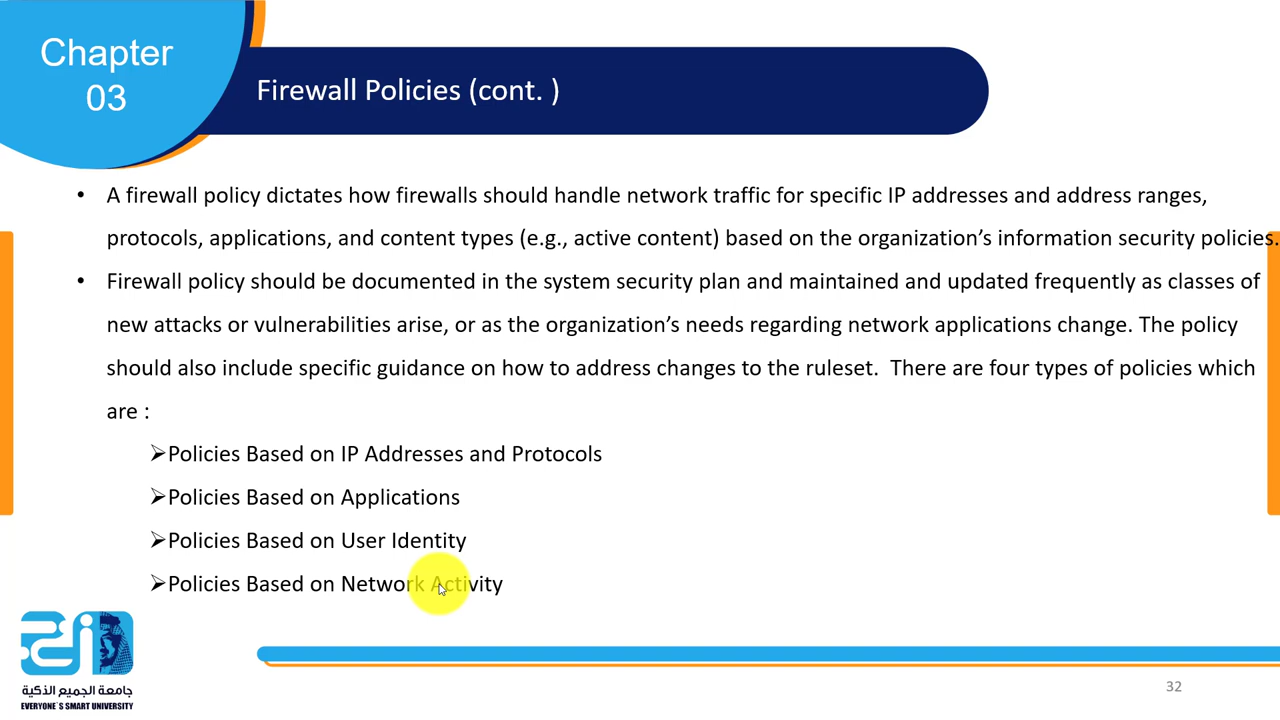 Chapter
03
Firewall Policies (cont. )
• A firewall policy dictates how firewalls should handle network traffic for specific IP addresses and address ranges,
protocols, applications, and content types (e.g., active content) based on the organization’s information security policies.
• Firewall policy should be documented in the system security plan and maintained and updated frequently as classes of
new attacks or vulnerabilities arise, or as the organization’s needs regarding network applications change. The policy
should also include specific guidance on how to address changes to the ruleset.  There are four types of policies which
are :
➢Policies Based on IP Addresses and Protocols
➢Policies Based on Applications
➢Policies Based on User Identity
➢Policies Based on Network Activity
جامعة الجميع الذكية
EVERYONE`S SMART UNIVERSITY
32